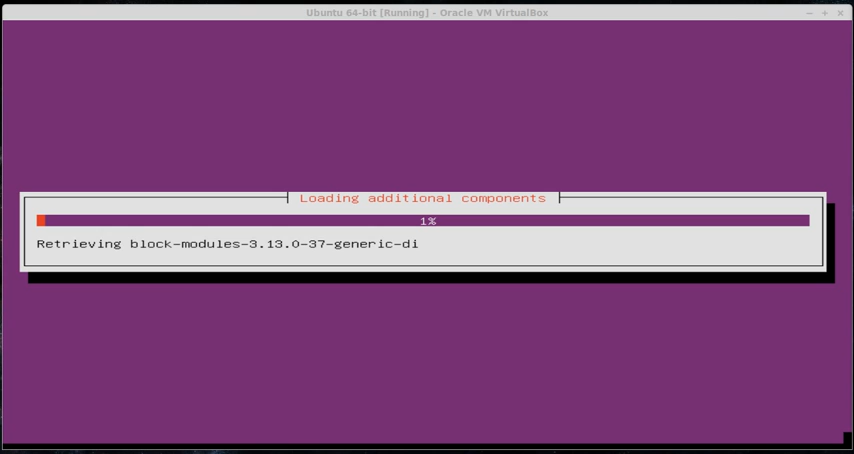 Ubuntu 64-bit [Running] - Oracle VM VirtualBox
Loading additional components
1%
Retrieving block-modules-3.13.0-37-generic-di